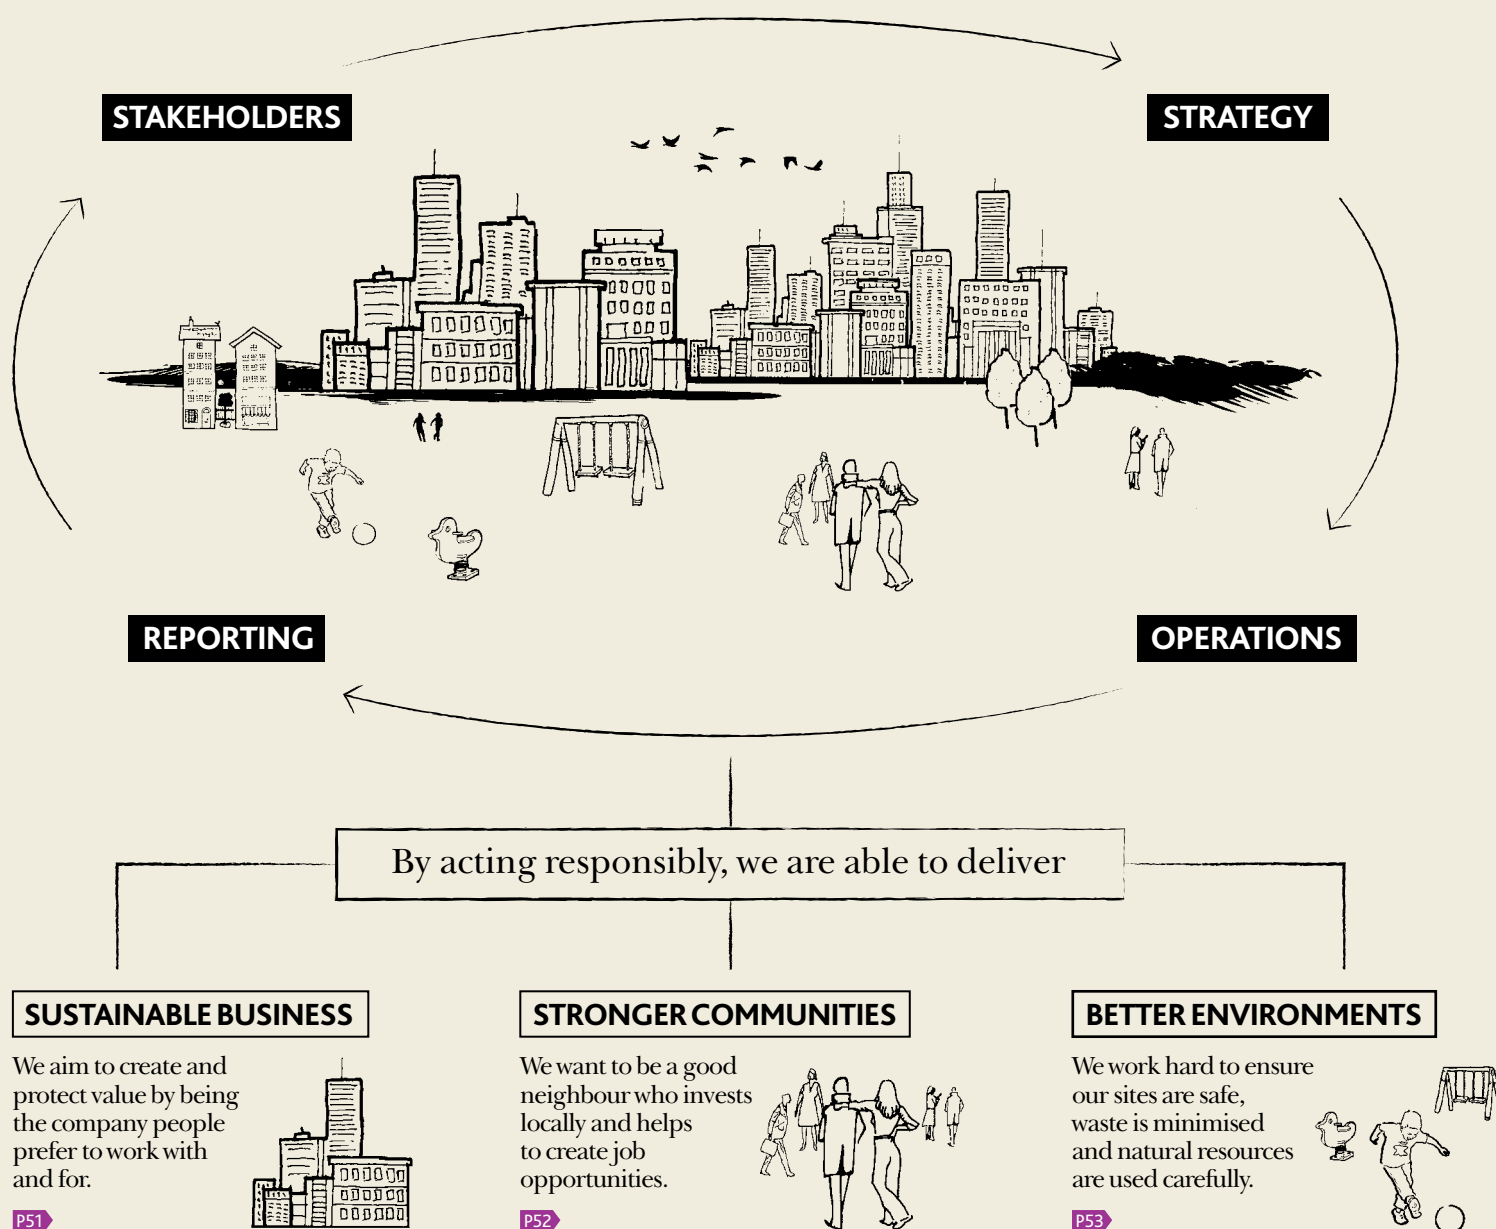 STAKEHOLDERS
STRATEGY
REPORTING
OPERATIONS
By acting responsibly, we are able to deliver
SUSTAINABLE BUSINESS
We aim to create and
protect value by being
the company people
prefer to work with
and for.
P51
STRONGER COMMUNITIES
We want to be a good
neighbour who invests
locally and helps
to create job
opportunities.
P52
BETTER ENVIRONMENTS
We work hard to ensure
our sites are safe,
waste is minimised
and natural resources
are used carefully.
P53